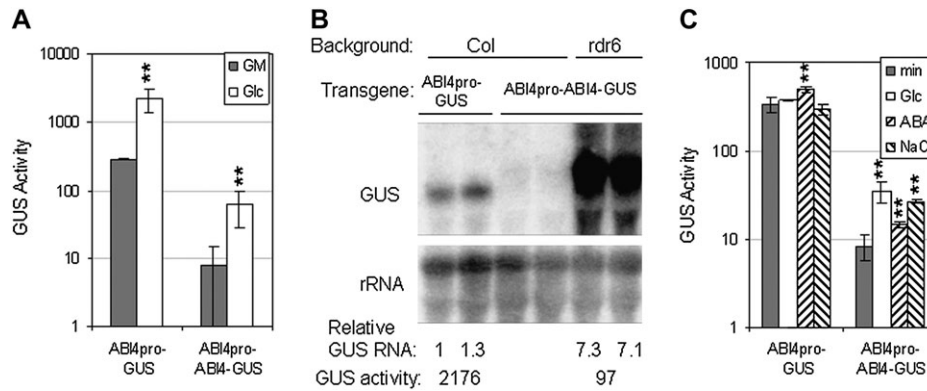 A
10000
1000
100
10
1
GUS Activity
**
**
GM
Glc
ABI4pro-
GUS
ABI4pro-
ABI4-GUS
B
Background: Col rdr6
Transgene: ABI4pro-
GUS
ABI4pro-ABI4-GUS
GUS
rRNA
Relative
GUS RNA: 1 1.3 7.3 7.1
GUS activity: 2176 97
C
1000
100
10
1
GUS Activity
**
**
**
**
min
Glc
ABA
NaC
ABI4pro-
GUS
ABI4pro-
ABI4-GUS